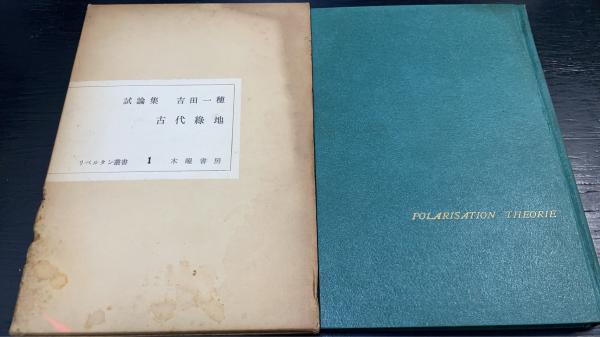 試論集 吉田一穂
古代緑地
リベルタン叢書 1 木曜書房
POLARISATION THEORIE